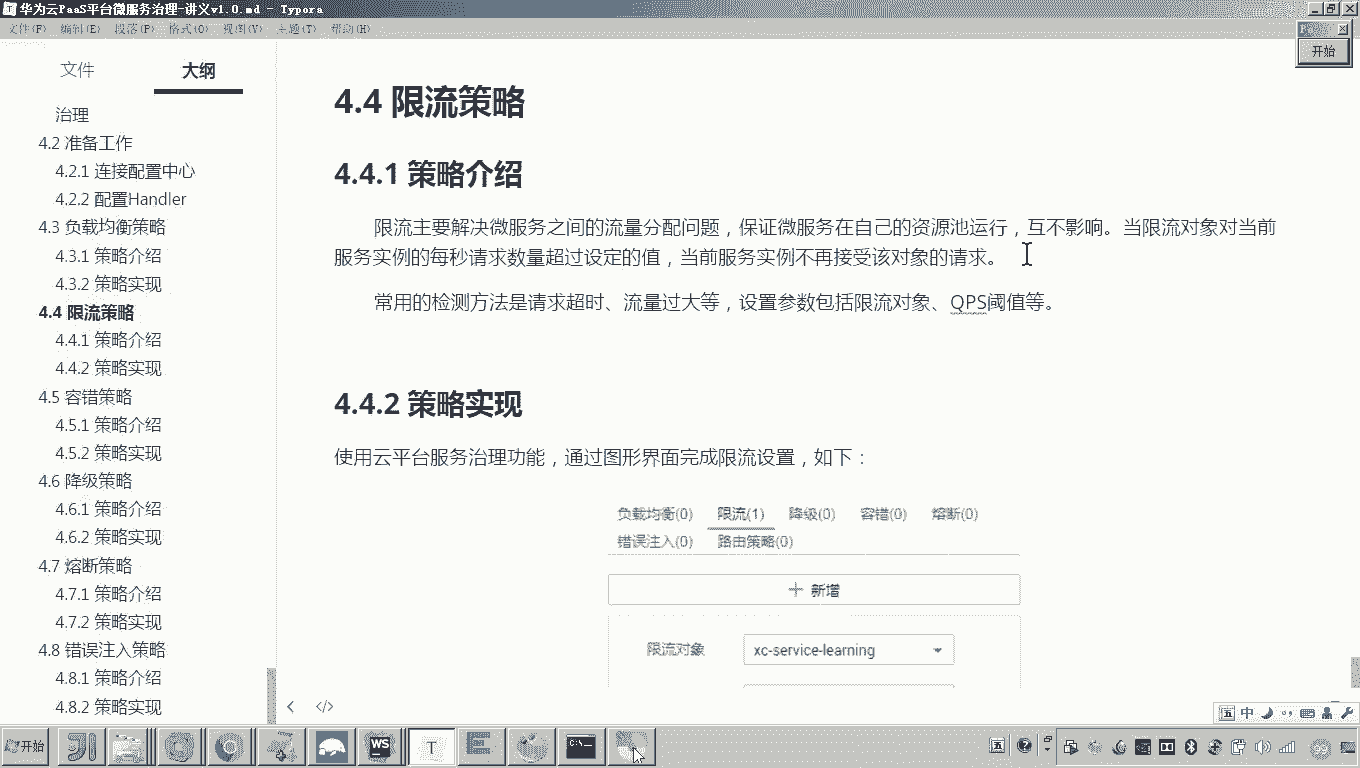 华为云PaaS平台微服务治理-讲义v1.0.md - Typora
文件(F) 编辑(E) 段落(P) 格式(O) 视图(V) 主题(T) 帮助(H)
开始
文件 大纲
治理
4.2 准备工作
4.2.1 连接配置中心
4.2.2 配置Handler
4.3 负载均衡策略
4.3.1 策略介绍
4.3.2 策略实现
4.4 限流策略
4.4.1 策略介绍
4.4.2 策略实现
4.5 容错策略
4.5.1 策略介绍
4.5.2 策略实现
4.6 降级策略
4.6.1 策略介绍
4.6.2 策略实现
4.7 熔断策略
4.7.1 策略介绍
4.7.2 策略实现
4.8 错误注入策略
4.8.1 策略介绍
4.8.2 策略实现
4.4 限流策略
4.4.1 策略介绍
限流主要解决微服务之间的流量分配问题，保证微服务在自己的资源池运行，互不影响。当限流对象对当前
服务实例的每秒请求数量超过设定的值，当前服务实例不再接受该对象的请求。
常用的检测方法是请求超时、流量过大等，设置参数包括限流对象、QPS阈值等。
4.4.2 策略实现
使用云平台服务治理功能，通过图形界面完成限流设置，如下：
负载均衡(0) 限流(1) 降级(0) 容错(0) 熔断(0)
错误注入(0) 路由策略(0)
+ 新增
限流对象 xc-service-learning
</> 
五 中
开始 WS T 五